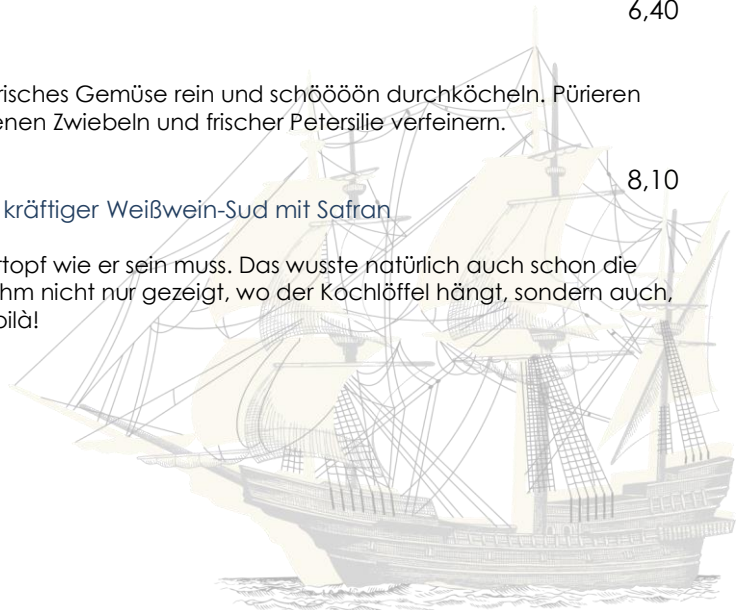 6,40
risches Gemüse rein und schööööön durchköcheln. Pürieren
enen Zwiebeln und frischer Petersilie verfeinern.
8,10
kräftiger Weißwein-Sud mit Safran
rtopf wie er sein muss. Das wusste natürlich auch schon die
ihm nicht nur gezeigt, wo der Kochlöffel hängt, sondern auch,
oilà!